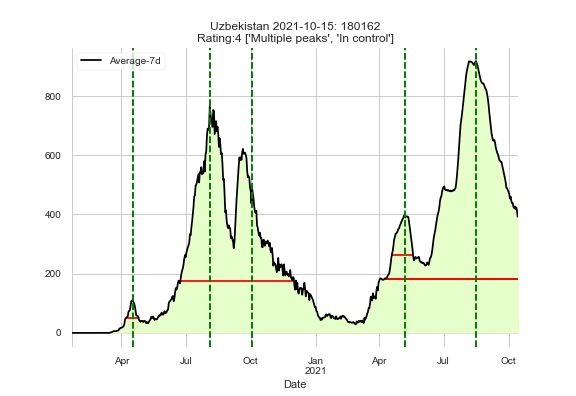 Uzbekistan 2021-10-15: 180162
Rating:4 ['Multiple peaks', 'In control']
Average-7d
800
600
400
200
0
Apr Jul Oct Jan Apr Jul Oct
2021
Date